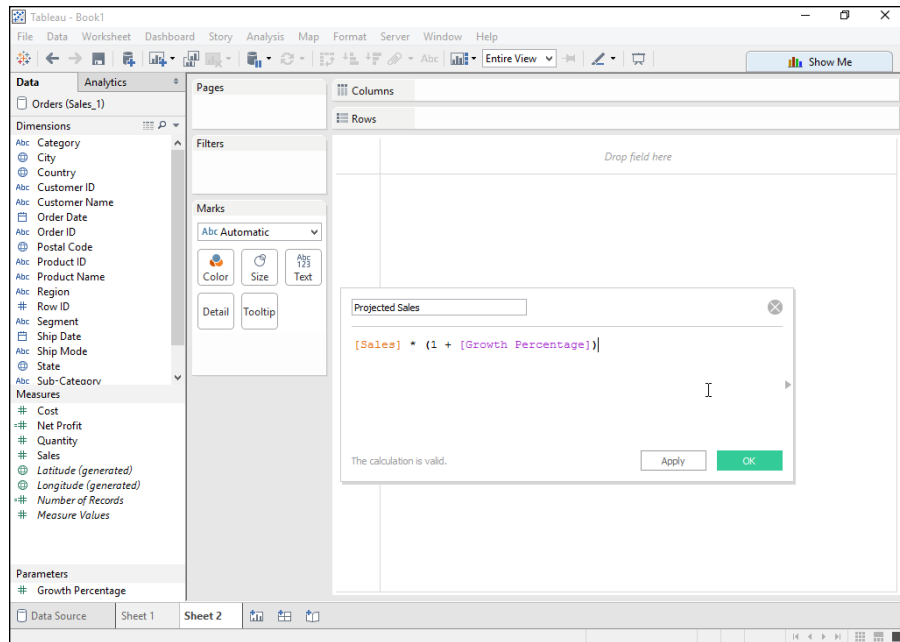 Tableau - Book1
File Data Worksheet Dashboard Story Analysis Map Format Server Window Help
Abc Entire View Show Me
Data Analytics
Orders (Sales_1)
Dimensions
Abc Category
City
Country
Abc Customer ID
Abc Customer Name
Order Date
Abc Order ID
Postal Code
Abc Product ID
Abc Product Name
Abc Region
# Row ID
Abc Segment
Ship Date
Abc Ship Mode
State
Abc Sub-Category
Measures
# Cost
=# Net Profit
# Quantity
# Sales
Latitude (generated)
Longitude (generated)
=# Number of Records
# Measure Values
Parameters
# Growth Percentage
Pages
Filters
Marks
Abc Automatic
Abc
123
Color Size Text
Detail Tooltip
Columns
Rows
Drop field here
Projected Sales
[Sales] * (1 + [Growth Percentage])
The calculation is valid.
Apply OK
Data Source Sheet 1 Sheet 2